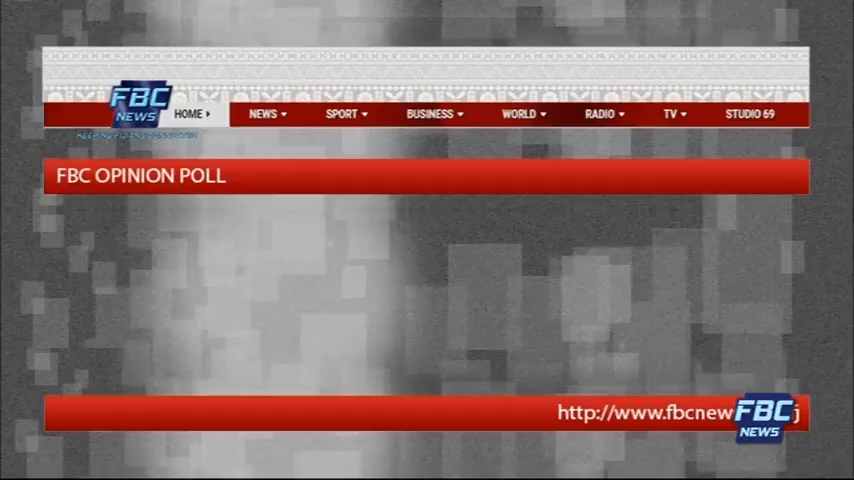 FBC
NEWS
HOME NEWS SPORT BUSINESS WORLD RADIO TV STUDIO 69
FBC OPINION POLL
http://www.fbcnew j
FBC
NEWS